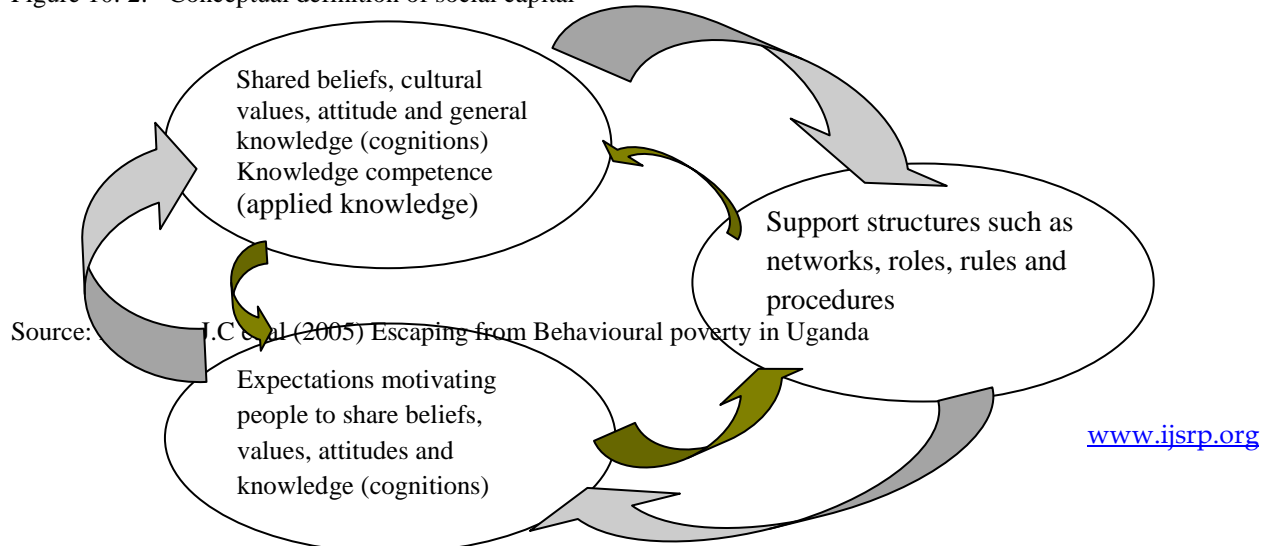 Figure 10. 2: Conceptual definition of social capital
Shared beliefs, cultural
values, attitude and general
knowledge (cognitions)
Knowledge competence
(applied knowledge)
Support structures such as
networks, roles, rules and
procedures
Source: J.C et al (2005) Escaping from Behavioural poverty in Uganda
Expectations motivating
people to share beliefs,
values, attitudes and
knowledge (cognitions)
www.ijsrp.org